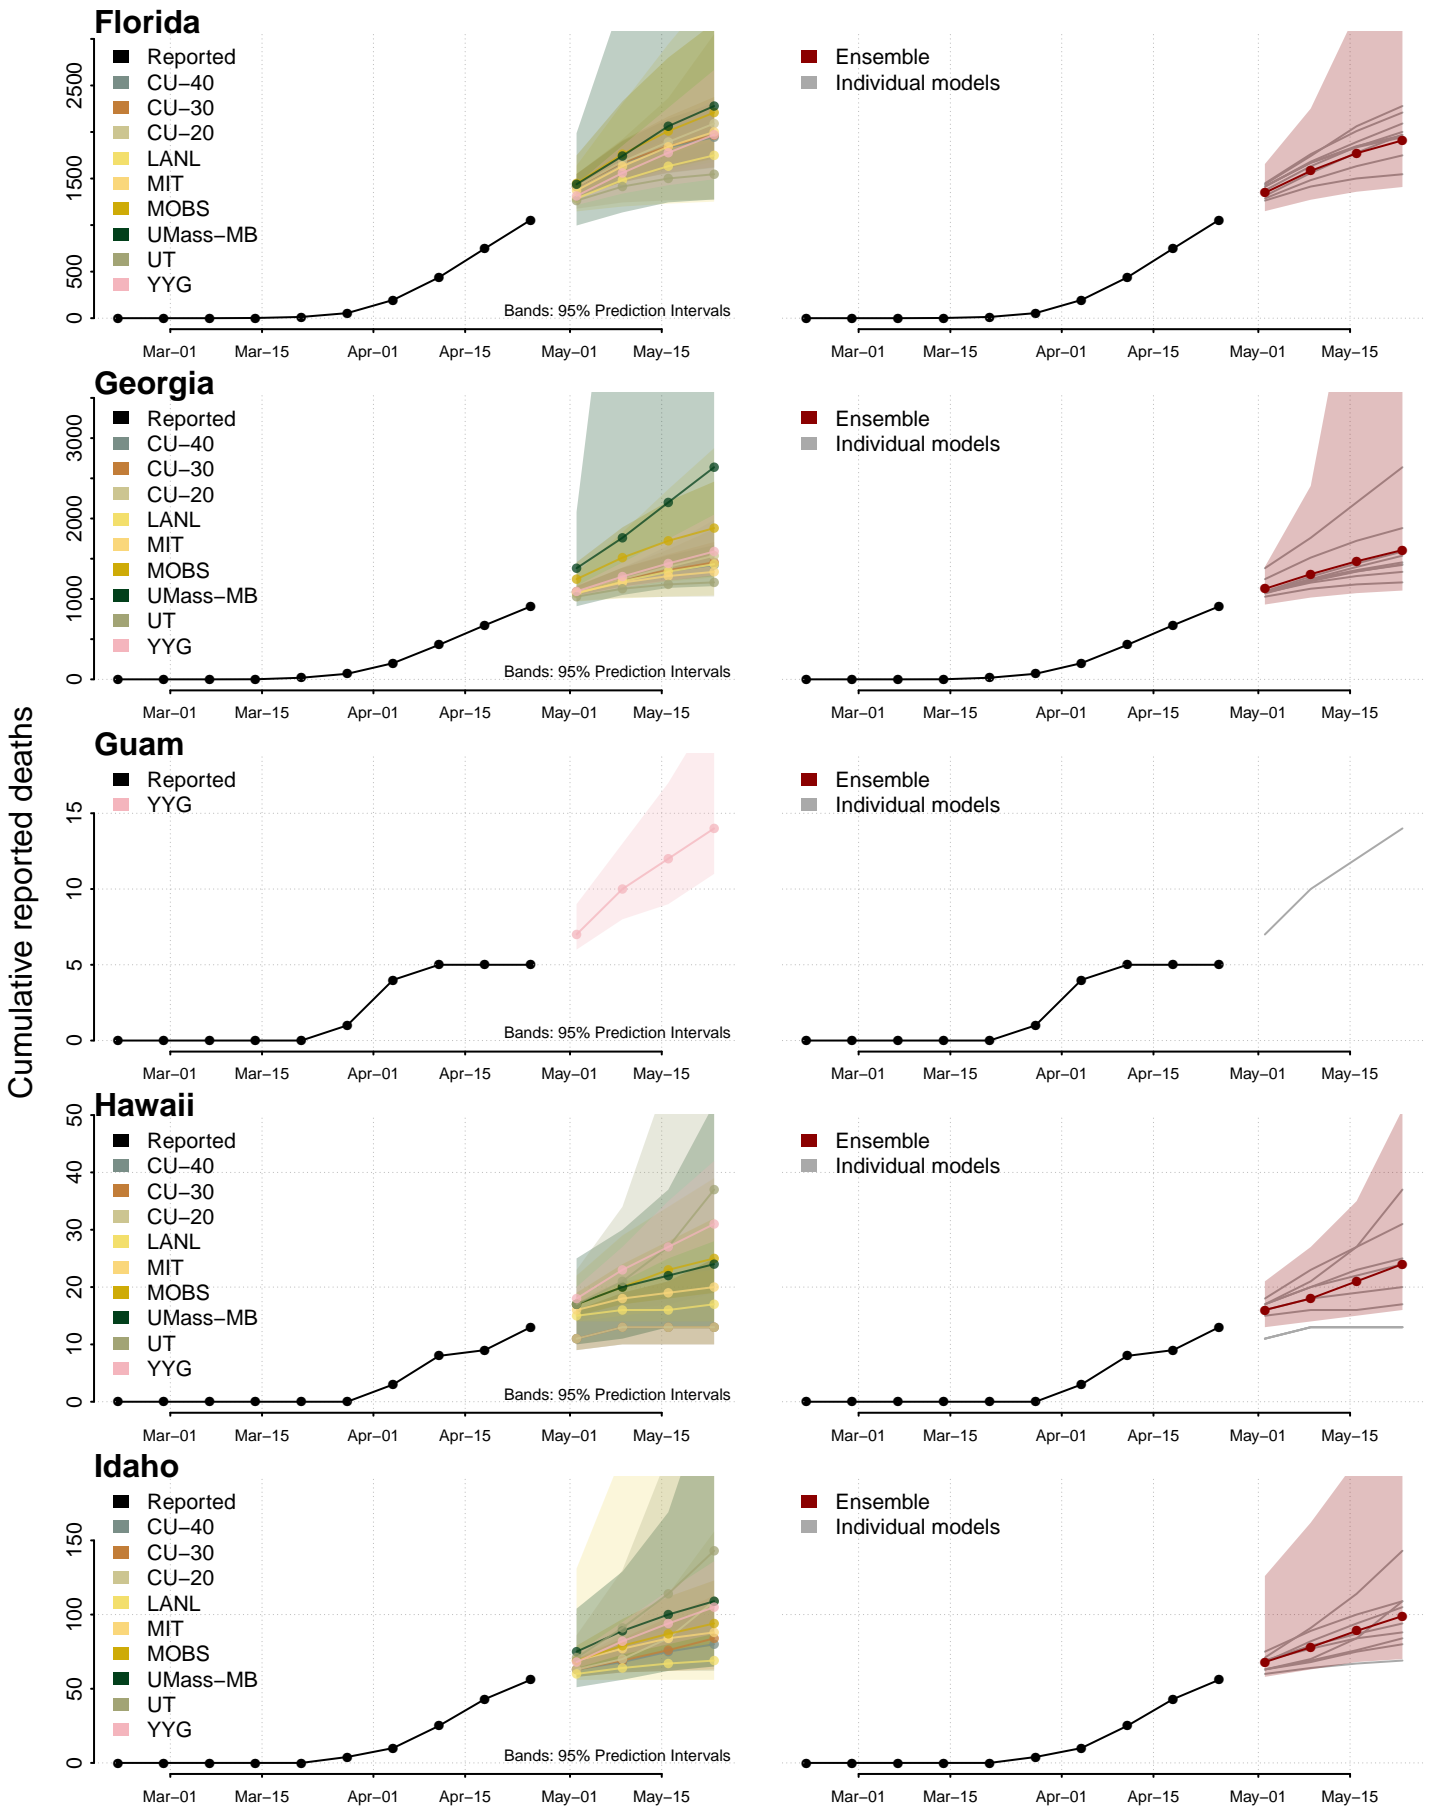 Cumulative reported deaths
Florida
Reported
CU−40
CU−30
CU−20
LANL
MIT
MOBS
UMass−MB
UT
YYG
2500
1500
500
0
Bands: 95% Prediction Intervals
Mar−01 Mar−15 Apr−01 Apr−15 May−01 May−15
Ensemble
Individual models
Mar−01 Mar−15 Apr−01 Apr−15 May−01 May−15
Georgia
Reported
CU−40
CU−30
CU−20
LANL
MIT
MOBS
UMass−MB
UT
YYG
3000
2000
1000
0
Bands: 95% Prediction Intervals
Mar−01 Mar−15 Apr−01 Apr−15 May−01 May−15
Ensemble
Individual models
Mar−01 Mar−15 Apr−01 Apr−15 May−01 May−15
Guam
Reported
YYG
15
10
5
0
Bands: 95% Prediction Intervals
Mar−01 Mar−15 Apr−01 Apr−15 May−01 May−15
Ensemble
Individual models
Mar−01 Mar−15 Apr−01 Apr−15 May−01 May−15
Hawaii
Reported
CU−40
CU−30
CU−20
LANL
MIT
MOBS
UMass−MB
UT
YYG
50
40
30
20
10
0
Bands: 95% Prediction Intervals
Mar−01 Mar−15 Apr−01 Apr−15 May−01 May−15
Ensemble
Individual models
Mar−01 Mar−15 Apr−01 Apr−15 May−01 May−15
Idaho
Reported
CU−40
CU−30
CU−20
LANL
MIT
MOBS
UMass−MB
UT
YYG
150
100
50
0
Bands: 95% Prediction Intervals
Mar−01 Mar−15 Apr−01 Apr−15 May−01 May−15
Ensemble
Individual models
Mar−01 Mar−15 Apr−01 Apr−15 May−01 May−15